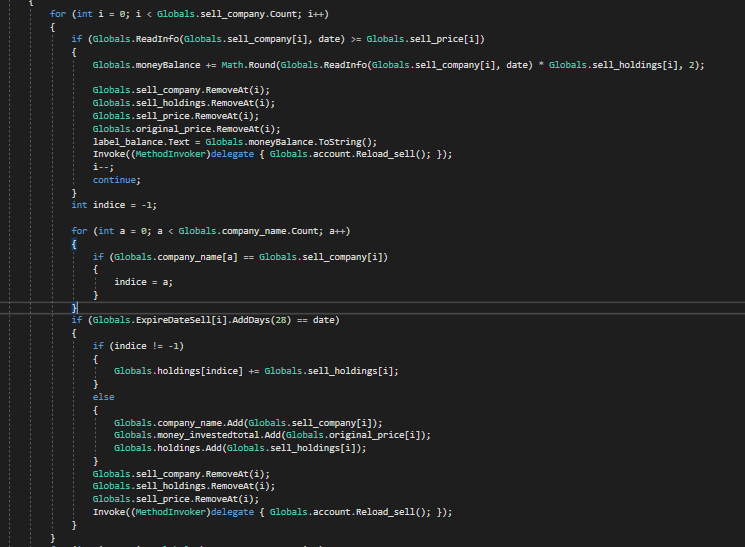 {
for (int i = 0; i < Globals.sell_company.Count; i++)
{
if (Globals.ReadInfo(Globals.sell_company[i], date) >= Globals.sell_price[i])
{
Globals.moneyBalance += Math.Round(Globals.ReadInfo(Globals.sell_company[i], date) * Globals.sell_holdings[i], 2);
Globals.sell_company.RemoveAt(i);
Globals.sell_holdings.RemoveAt(i);
Globals.sell_price.RemoveAt(i);
Globals.original_price.RemoveAt(i);
label_balance.Text = Globals.moneyBalance.ToString();
Invoke((MethodInvoker)delegate { Globals.account.Reload_sell(); });
i--;
continue;
}
int indice = -1;
for (int a = 0; a < Globals.company_name.Count; a++)
{
if (Globals.company_name[a] == Globals.sell_company[i])
{
indice = a;
}
}
if (Globals.ExpireDateSell[i].AddDays(28) == date)
{
if (indice != -1)
{
Globals.holdings[indice] += Globals.sell_holdings[i];
}
else
{
Globals.company_name.Add(Globals.sell_company[i]);
Globals.money_investedtotal.Add(Globals.original_price[i]);
Globals.holdings.Add(Globals.sell_holdings[i]);
}
Globals.sell_company.RemoveAt(i);
Globals.sell_holdings.RemoveAt(i);
Globals.sell_price.RemoveAt(i);
Invoke((MethodInvoker)delegate { Globals.account.Reload_sell(); });
}
}